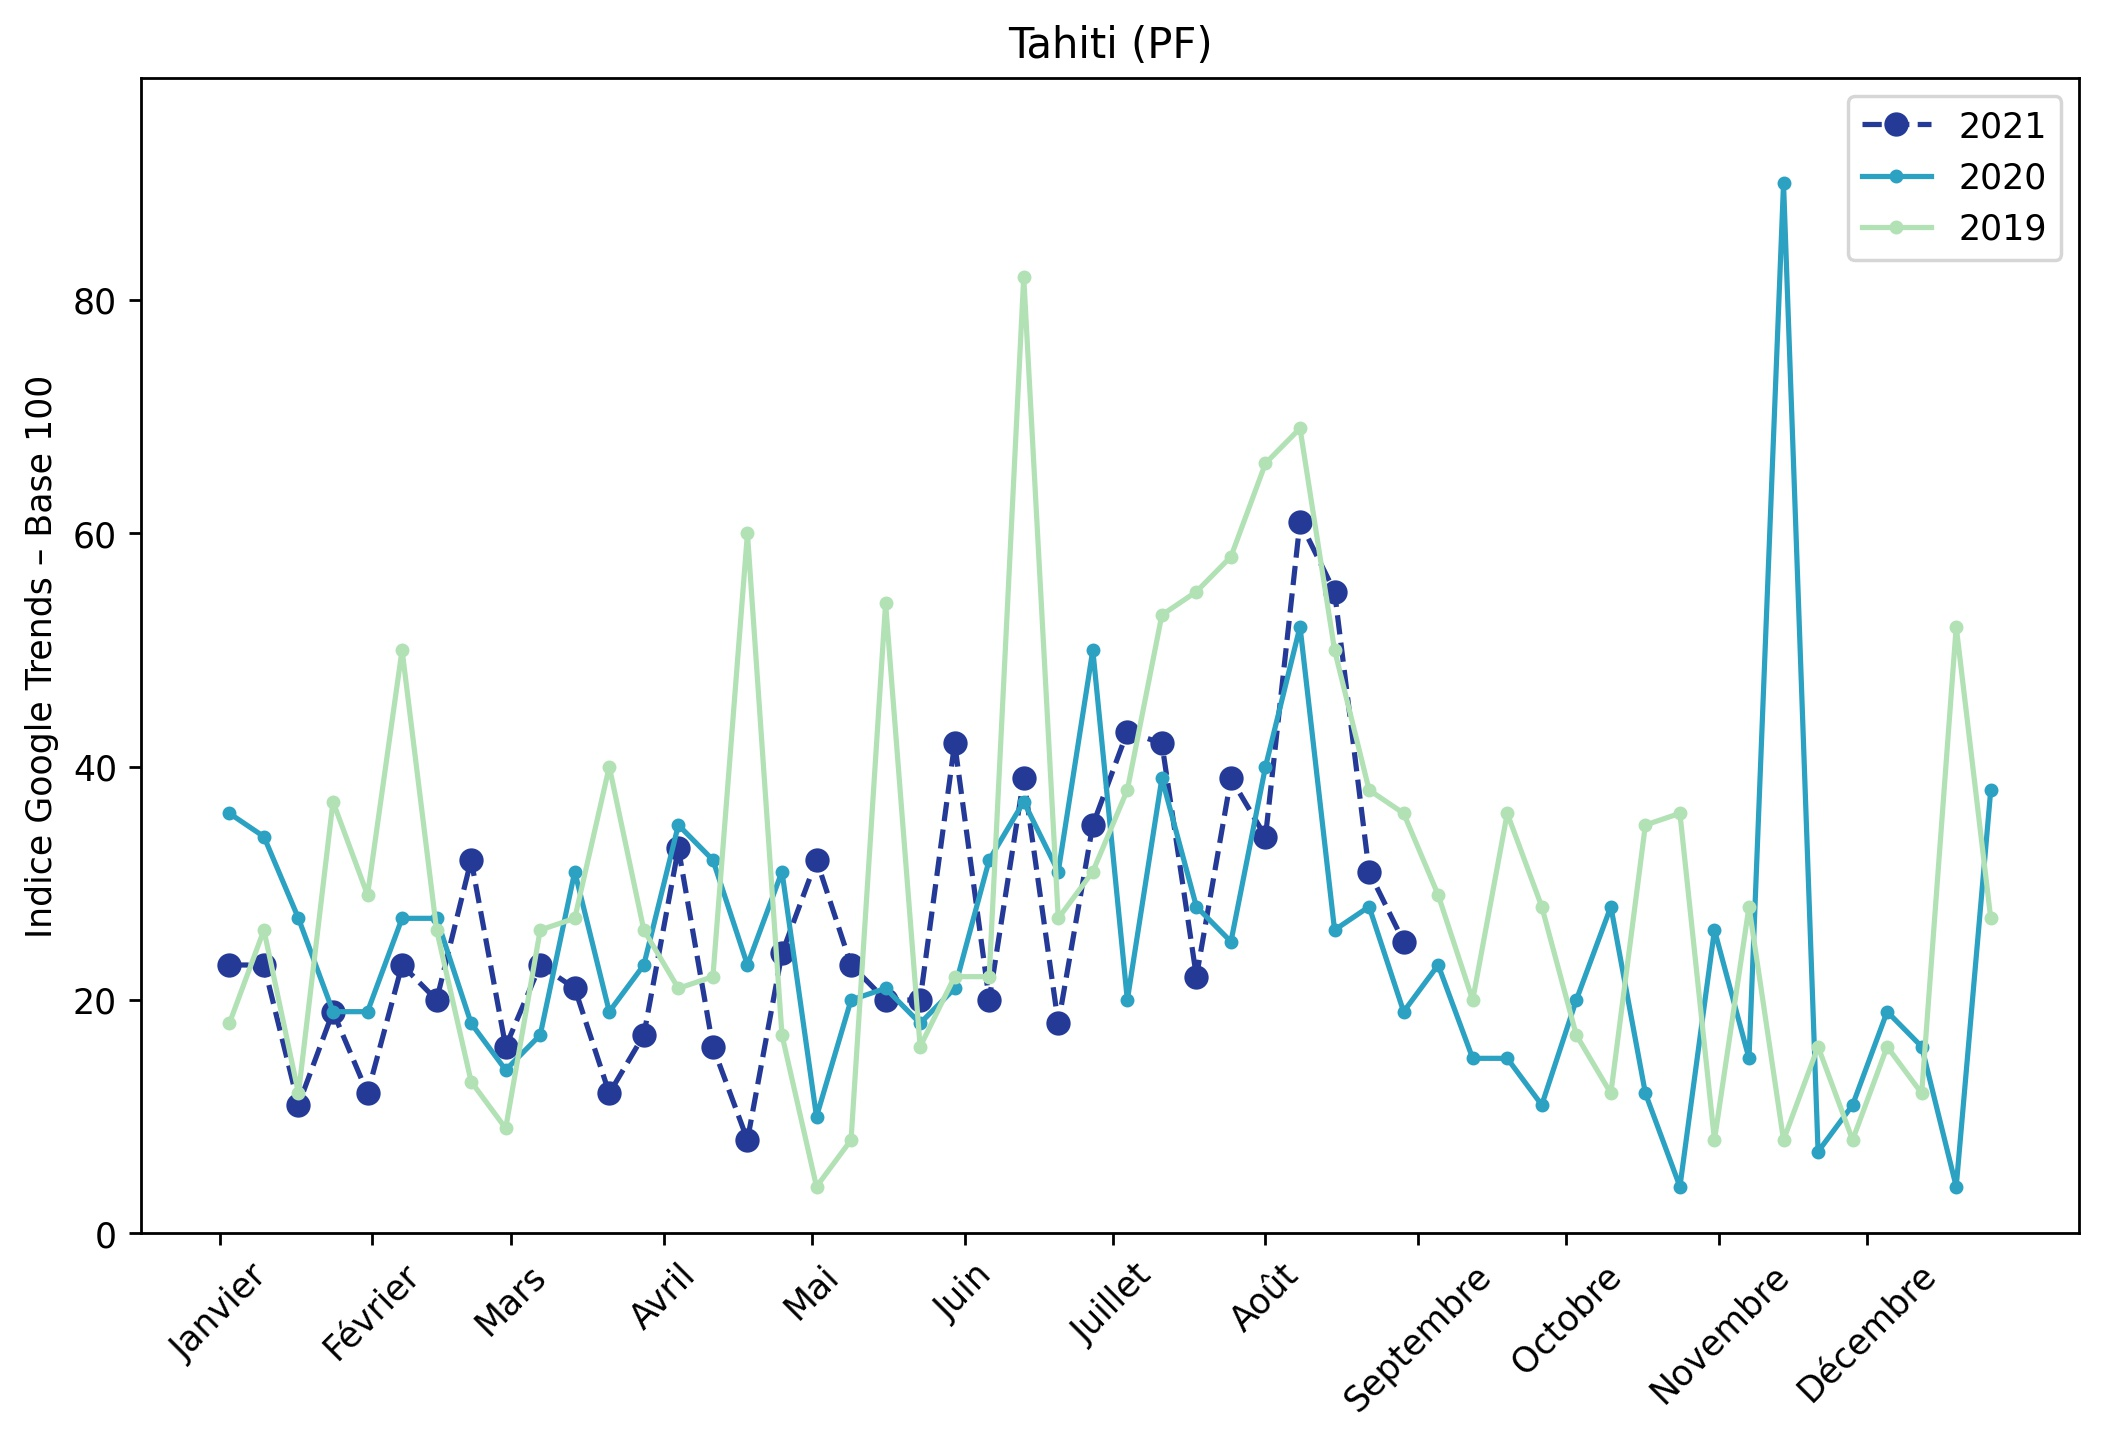 Tahiti (PF)
2021
2020
2019
Indice Google Trends – Base 100
80
60
40
20
0
Janvier
Février
Mars
Avril
Mai
Juin
Juillet
Août
Septembre
Octobre
Novembre
Décembre